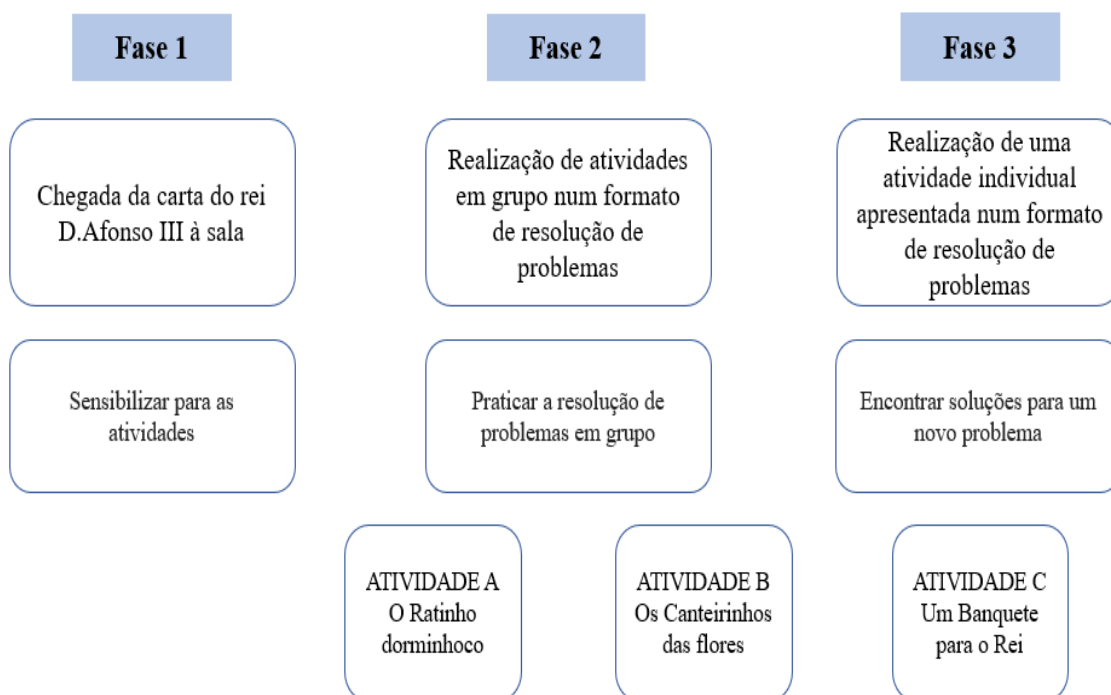 Fase 1
Fase 2
Fase 3
Chegada da carta do rei
D.Afonso III à sala
Realização de atividades
em grupo num formato
de resolução de
problemas
Realização de uma
atividade individual
apresentada num formato
de resolução de
problemas
Sensibilizar para as
atividades
Praticar a resolução de
problemas em grupo
Encontrar soluções para um
novo problema
ATIVIDADE A
O Ratinho
dorminhoco
ATIVIDADE B
Os Canteirinhos
das flores
ATIVIDADE C
Um Banquete
para o Rei